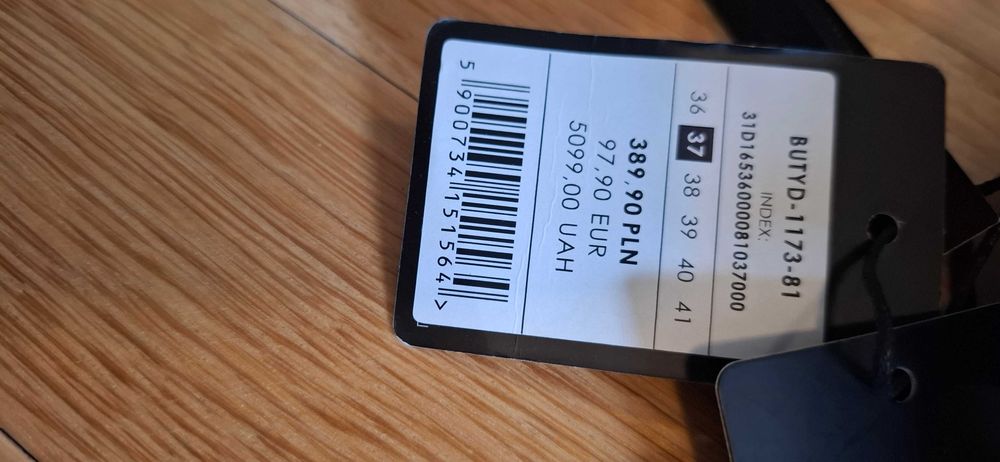 BUTYD-1173-81
INDEX:
31D1653600081037000
36 37 38 39 40 41
389,90 PLN
97,90 EUR
5099,00 UAH
5 900734 151564 >